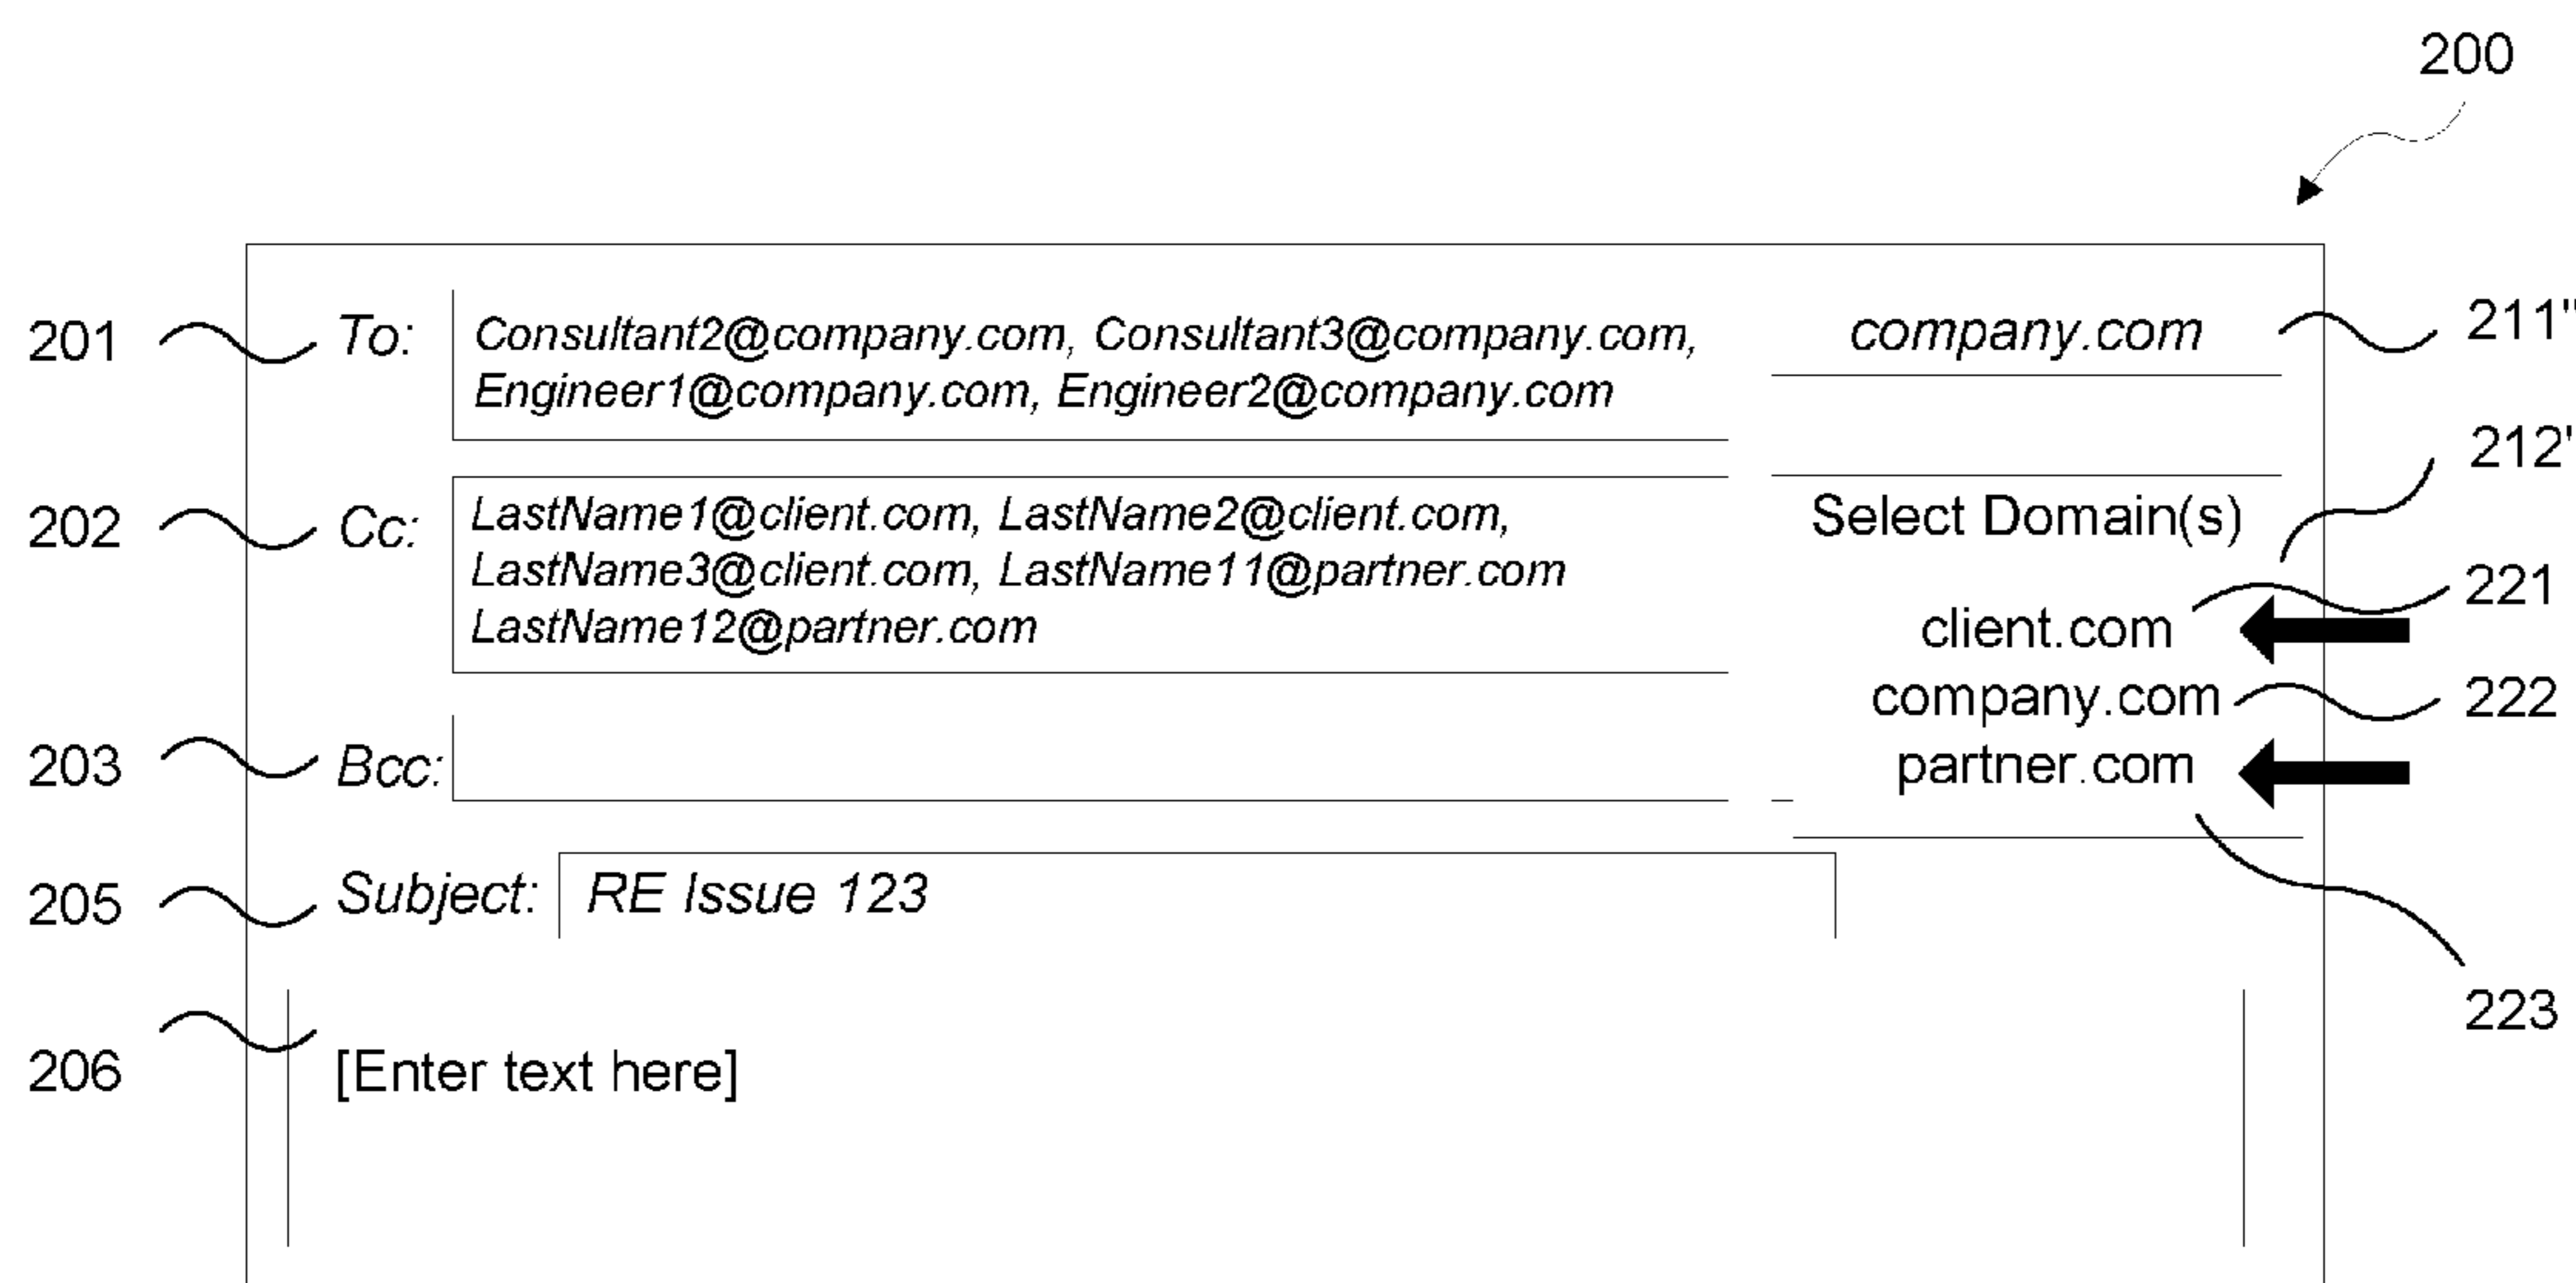 200
201 To: Consultant2@company.com, Consultant3@company.com, company.com 211"
Engineer1@company.com, Engineer2@company.com
212'
202 Cc: LastName1@client.com, LastName2@client.com, Select Domain(s)
LastName3@client.com, LastName11@partner.com 221
LastName12@partner.com client.com
company.com 222
203 Bcc: partner.com
205 Subject: RE Issue 123
223
206 [Enter text here]